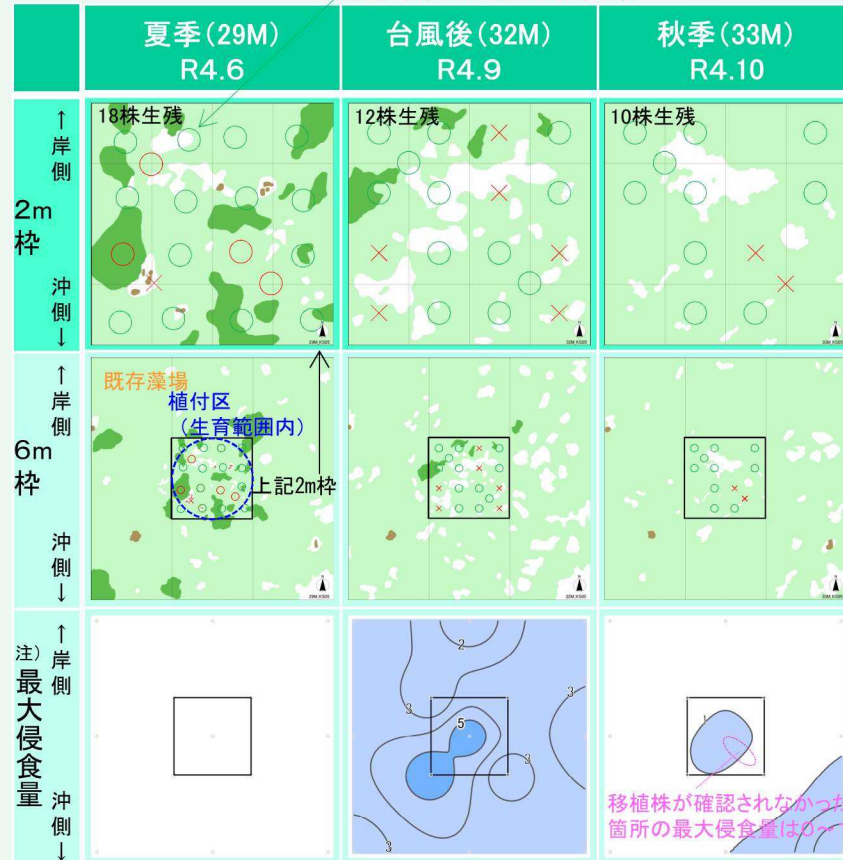 夏季(29M)
R4.6
台風後(32M)
R4.9
秋季(33M)
R4.10
↑
岸
側
2m
枠
沖
側
↓
18株生残
12株生残
10株生残
↑
岸
側
6m
枠
沖
側
↓
既存藻場
植付区
(生育範囲内)
上記2m枠
注)
最大侵食量
↑
岸
側
沖
側
↓
2
3
3
5
3
3
1
移植株が確認されなかった
箇所の最大侵食量は0～